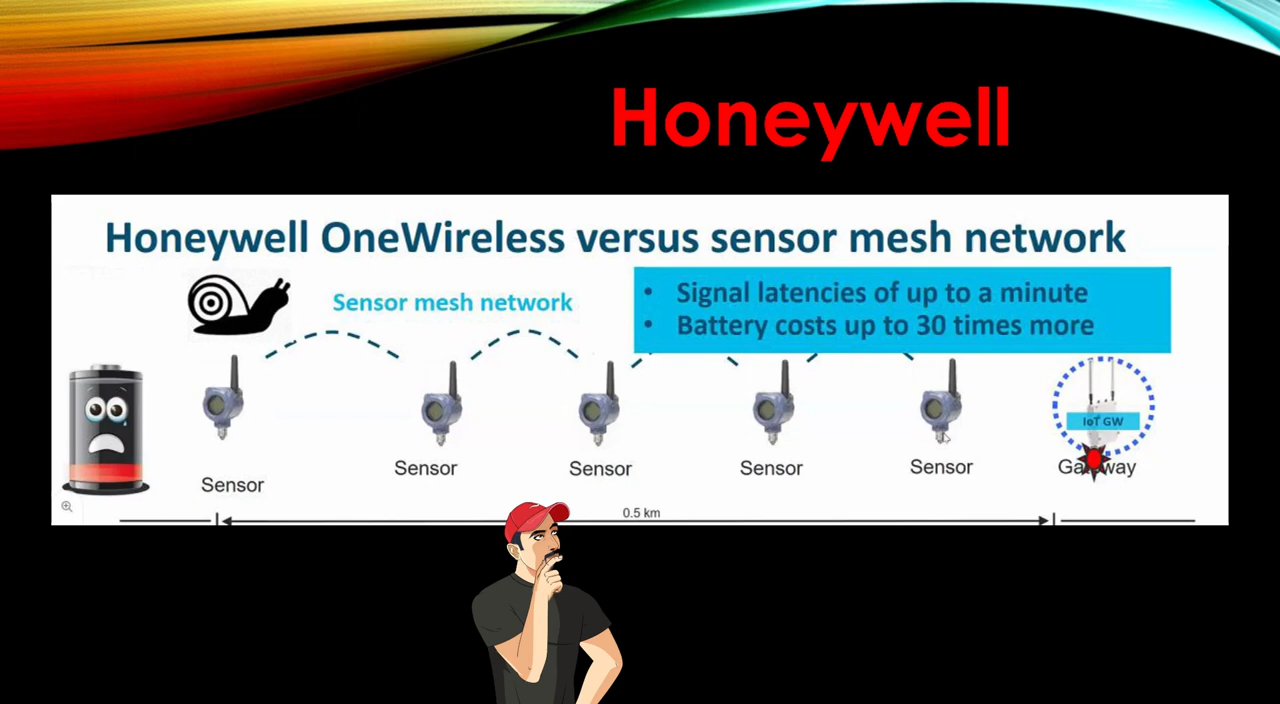 Honeywell
Honeywell OneWireless versus sensor mesh network
Sensor mesh network
• Signal latencies of up to a minute
• Battery costs up to 30 times more
IoT GW
Sensor
Sensor
Sensor
Sensor
Sensor
Gateway
0.5 km